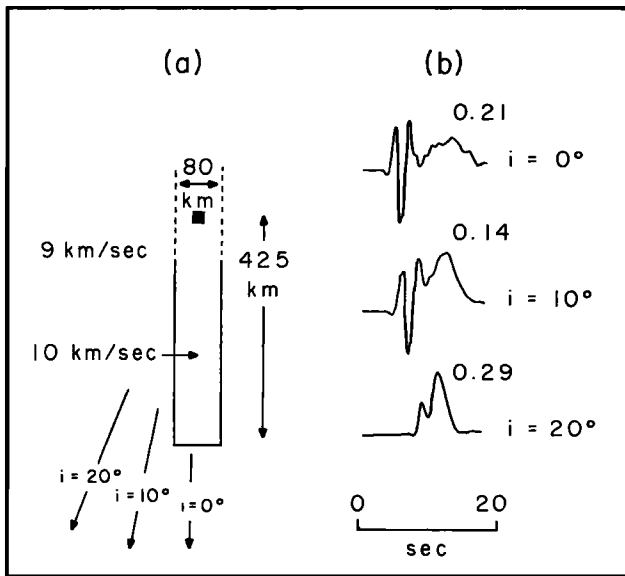 (a)
80
km
9 km/sec
425
km
10 km/sec
i = 20°
i = 10°
i = 0°
(b)
0.21
i = 0°
0.14
i = 10°
0.29
i = 20°
0
20
sec